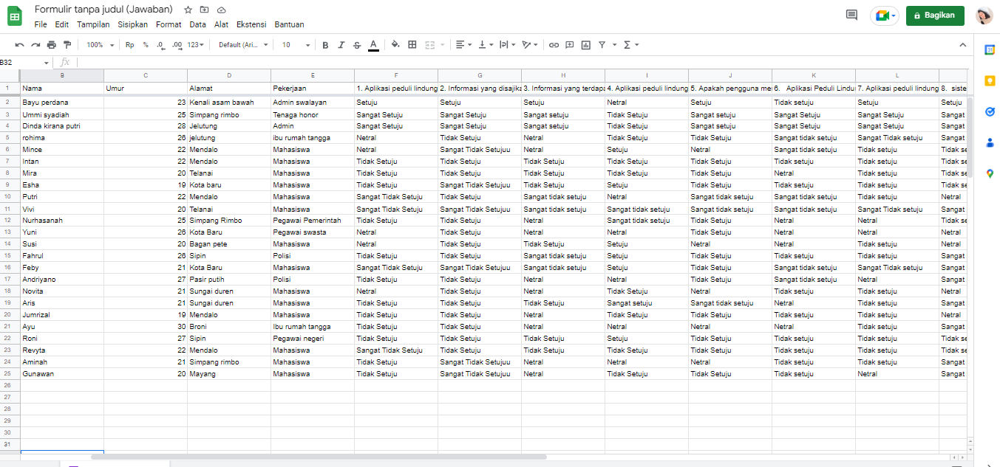 Formulir tanpa judul (Jawaban)
File Edit Tampilan Sisipkan Format Data Alat Ekstensi Bantuan
Bagikan
100% Rp % .0 .00 123 Default (Ari... 10 B I S A
B32 fx
B C D E F G H I J K L
1 Nama Umur Alamat Pekerjaan 1. Aplikasi peduli lindung 2. Informasi yang disajika 3. Informasi yang terdapa 4. Aplikasi peduli lindung 5. Apakah pengguna me 6. Aplikasi Peduli Lindu 7. Aplikasi peduli lindung 8. siste
2 Bayu perdana 23 Kenali asam bawah Admin swalayan Setuju Setuju Setuju Netral Setuju Tidak setuju Setuju Setuju
3 Ummi syadiah 25 Simpang rimbo Tenaga honor Sangat Setuju Sangat Setuju Sangat setuju Tidak Setuju Sangat setuju Sangat Setuju Sangat Setuju Sangat
4 Dinda kirana putri 28 Jelutung Admin Sangat Setuju Sangat Setuju Sangat setuju Tidak Setuju Sangat setuju Sangat Setuju Sangat Setuju Sangat
5 rohima 26 jelutung ibu rumah tangga Netral Tidak Setuju Netral Tidak Setuju Tidak Setuju Sangat tidak setuju Sangat Tidak setuju Sangat
6 Mince 22 Mendalo Mahasiswa Netral Sangat Tidak Setujuu Netral Setuju Netral Sangat tidak setuju Tidak setuju Tidak se
7 Intan 22 Mendalo Mahasiswa Tidak Setuju Tidak Setuju Tidak Setuju Tidak Setuju Tidak Setuju Tidak setuju Tidak setuju Tidak se
8 Mira 20 Telanai Mahasiswa Tidak Setuju Tidak Setuju Tidak Setuju Tidak Setuju Tidak Setuju Netral Tidak setuju Tidak se
9 Esha 19 Kota baru Mahasiswa Tidak Setuju Sangat Tidak Setujuu Tidak Setuju Setuju Tidak Setuju Tidak setuju Tidak setuju Tidak se
10 Putri 22 Mendalo Mahasiswa Sangat Tidak Setuju Tidak Setuju Sangat tidak setuju Netral Sangat tidak setuju Sangat tidak setuju Tidak setuju Netral
11 Vivi 20 Telanai Mahasiswa Sangat Tidak Setuju Sangat Tidak Setujuu Sangat tidak setuju Sangat tidak setuju Sangat tidak setuju Sangat tidak setuju Sangat Tidak setuju Sangat
12 Nurhasanah 25 Simpang Rimbo Pegawai Pemerintah Tidak Setuju Tidak Setuju Netral Sangat tidak setuju Tidak Setuju Netral Netral Tidak se
13 Yuni 26 Kota Baru Pegawai swasta Netral Tidak Setuju Netral Netral Tidak Setuju Netral Netral Netral
14 Susi 20 Bagan pete Mahasiswa Netral Tidak Setuju Tidak Setuju Setuju Netral Netral Tidak setuju Netral
15 Fahrul 26 Sipin Polisi Tidak Setuju Tidak Setuju Sangat tidak setuju Setuju Tidak Setuju Tidak setuju Tidak setuju Sangat
16 Feby 21 Kota Baru Mahasiswa Sangat Tidak Setuju Sangat Tidak Setujuu Sangat tidak setuju Setuju Tidak Setuju Sangat tidak setuju Sangat Tidak setuju Sangat
17 Andriyano 27 Pasir putih Polisi Tidak Setuju Tidak Setuju Netral Netral Tidak Setuju Sangat tidak setuju Netral Sangat
18 Novita 21 Sungai duren Mahasiswa Netral Tidak Setuju Netral Tidak Setuju Netral Tidak setuju Tidak setuju Netral
19 Aris 21 Sungai duren Mahasiswa Tidak Setuju Tidak Setuju Tidak Setuju Sangat setuju Sangat tidak setuju Netral Tidak setuju Sangat
20 Jumrizal 19 Mendalo Mahasiswa Tidak Setuju Tidak Setuju Netral Tidak Setuju Tidak Setuju Tidak setuju Tidak setuju Netral
21 Ayu 30 Broni Ibu rumah tangga Tidak Setuju Tidak Setuju Netral Netral Netral Netral Tidak setuju Sangat
22 Roni 27 Sipin Pegawai negeri Tidak Setuju Tidak Setuju Tidak Setuju Setuju Tidak Setuju Tidak setuju Tidak setuju Tidak se
23 Revyta 22 Mendalo Mahasiswa Sangat Tidak Setuju Tidak Setuju Tidak Setuju Tidak Setuju Tidak Setuju Tidak setuju Tidak setuju Tidak se
24 Aminah 21 Simpang rimbo Mahasiswa Tidak Setuju Sangat Tidak Setujuu Netral Netral Netral Tidak setuju Tidak setuju Sangat
25 Gunawan 20 Mayang Mahasiswa Tidak Setuju Sangat Tidak Setujuu Netral Tidak Setuju Tidak Setuju Tidak setuju Netral Sangat
26
27
28
29
30
31